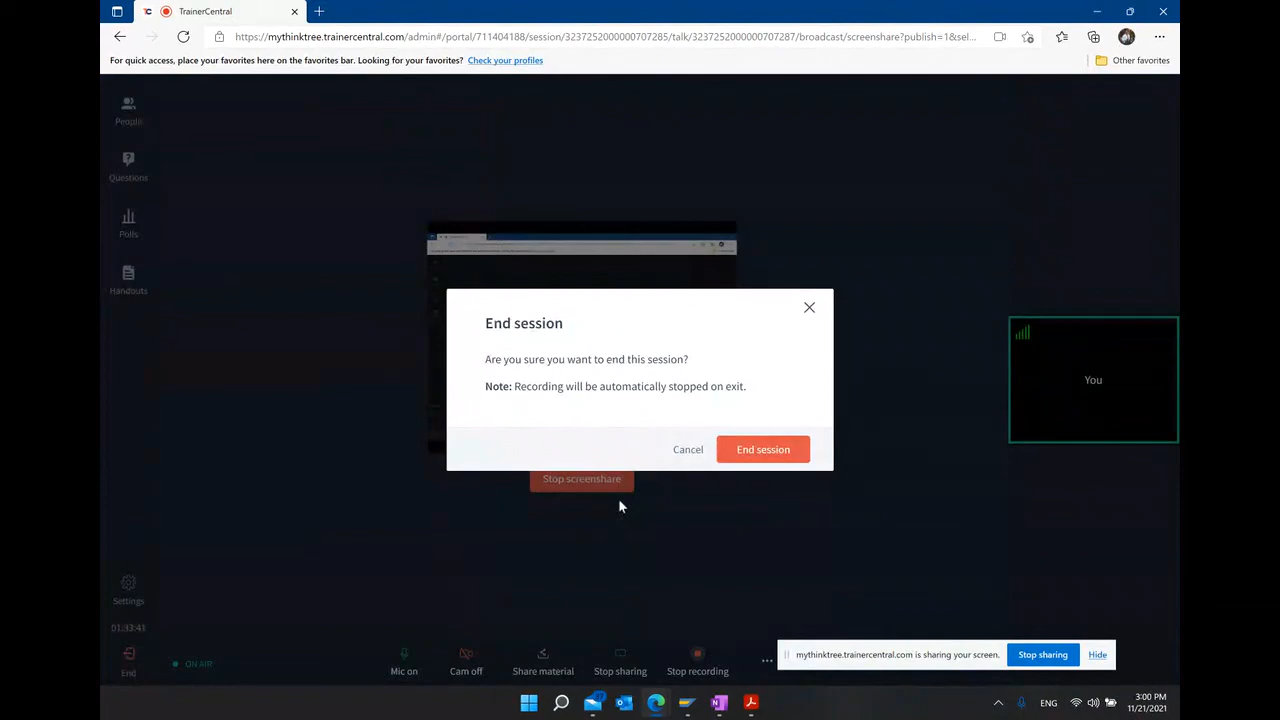 TrainerCentral
https://mythinktree.trainercentral.com/admin#/portal/711404188/session/3237252000000707285/talk/3237252000000707287/broadcast/screenshare?publish=1&sel...
For quick access, place your favorites here on the favorites bar. Looking for your favorites? Check your profiles
Other favorites
People
Questions
Polls
Handouts
End session
Are you sure you want to end this session?
Note: Recording will be automatically stopped on exit.
Cancel
End session
Stop screenshare
You
Settings
01:33:41
End
ON AIR
Mic on
Cam off
Share material
Stop sharing
Stop recording
mythinktree.trainercentral.com is sharing your screen.
Stop sharing
Hide
ENG
3:00 PM
11/21/2021